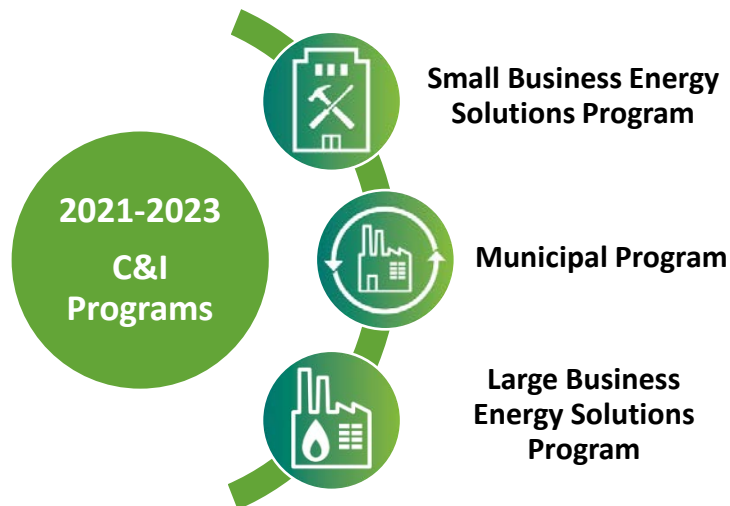 2021-2023
C&I
Programs
Small Business Energy
Solutions Program
Municipal Program
Large Business
Energy Solutions
Program